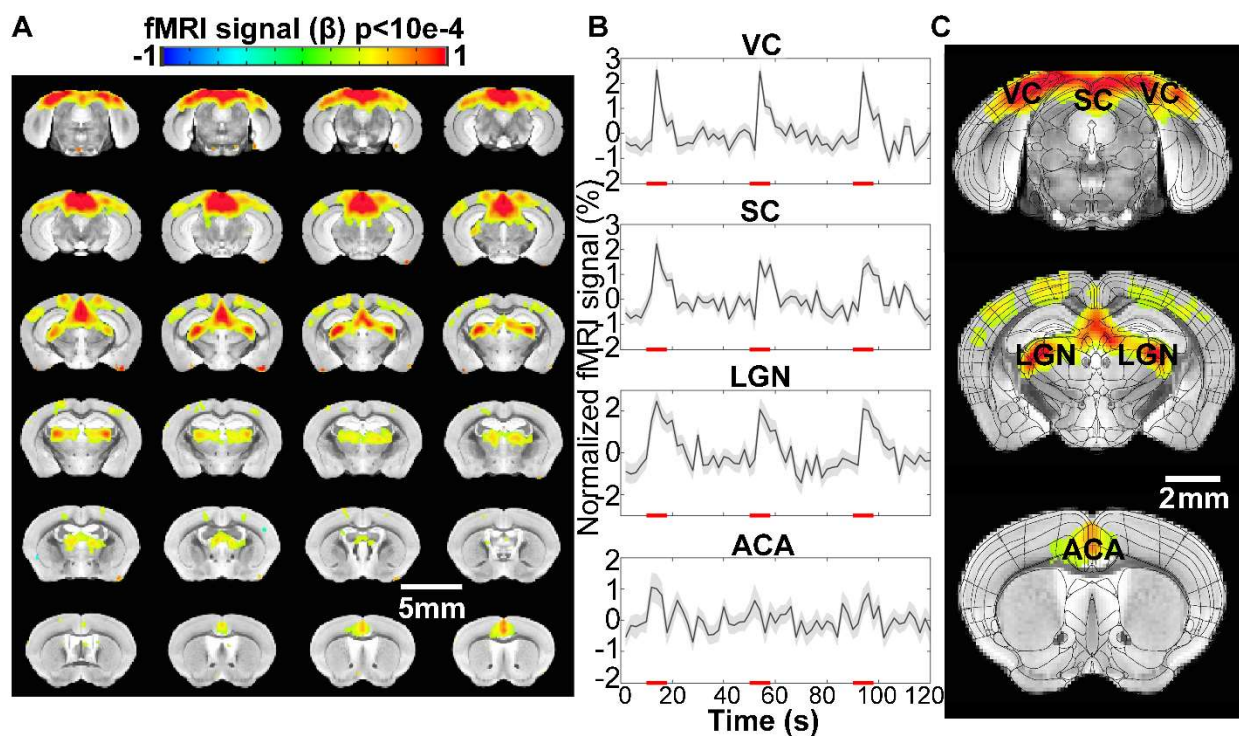 A
fMRI signal (β) p<10e-4
-1
1
5mm
B
Normalized fMRI signal (%)
VC
3
2
1
0
-1
2
SC
3
2
1
0
1
2
LGN
2
0
2
ACA
2
1
0
-1
2
0 20 40 60 80 100 120
Time (s)
C
VC SC VC
LGN LGN
2mm
ACA